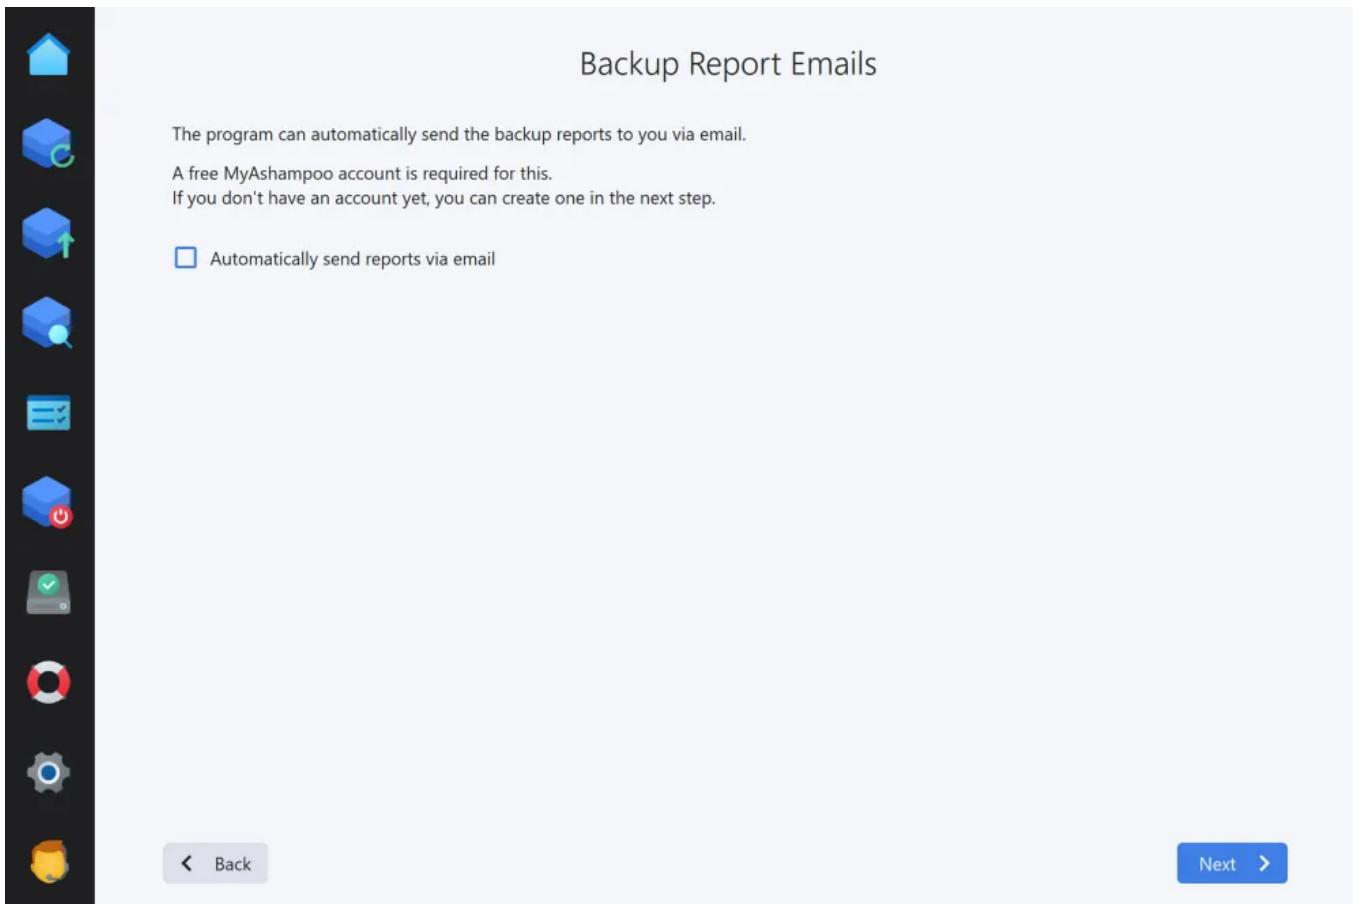 Backup Report Emails
The program can automatically send the backup reports to you via email.
A free MyAshampoo account is required for this.
If you don't have an account yet, you can create one in the next step.
Automatically send reports via email
Back
Next